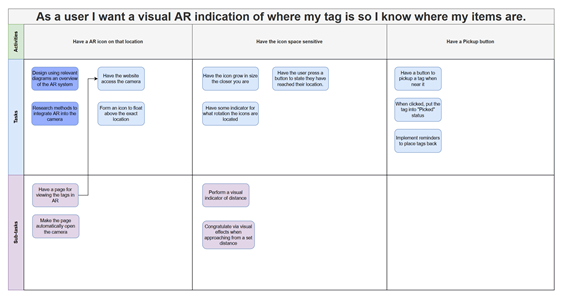 As a user I want a visual AR indication of where my tag is so I know where my items are.
Activities
Have a AR icon on that location
Have the icon space sensitive
Have a Pickup button
Tasks
Design using relevant
diagrams an overview
of the AR system
Have the website
access the camera
Research methods to
integrate AR into the
camera
Form an icon to float
above the exact
location
Have the icon grow in size
the closer you are
Have the user press a
button to state they have
reached their location.
Have some indicator for
what rotation the icons are
located
Have a button to
pickup a tag when
near it
When clicked, put the
tag into "Picked"
status
Implement reminders
to place tags back
Sub-tasks
Have a page for
viewing the tags in
AR
Make the page
automatically open
the camera
Perform a visual
indicator of distance
Congratulate via visual
effects when
approaching from a set
distance